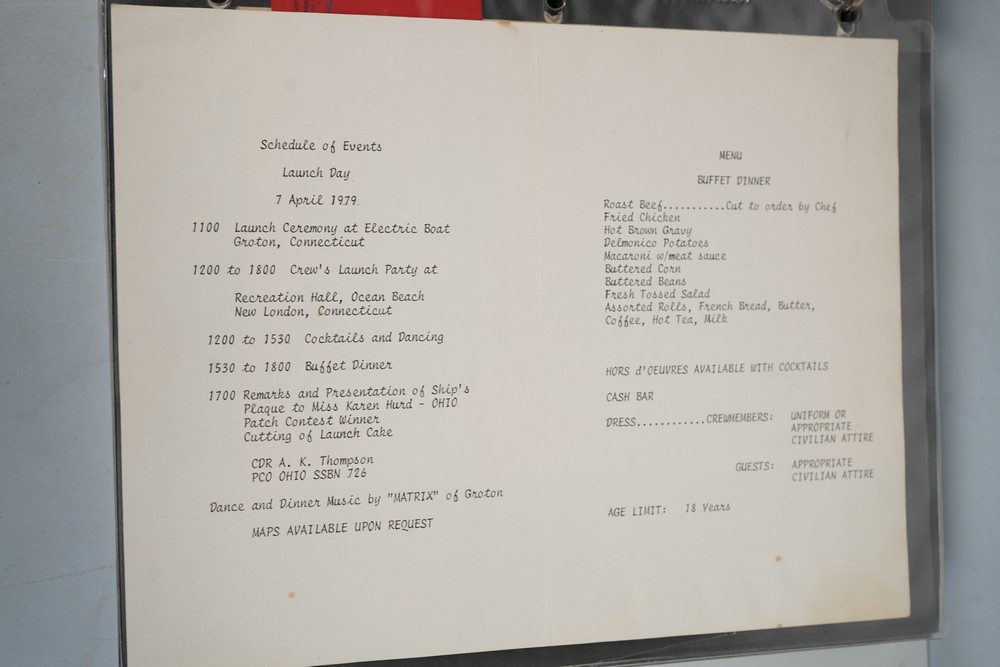 Schedule of Events
Launch Day
7 April 1979.
1100 Launch Ceremony at Electric Boat
Groton, Connecticut
1200 to 1800 Crew's Launch Party at
Recreation Hall, Ocean Beach
New London, Connecticut
1200 to 1530 Cocktails and Dancing
1530 to 1800 Buffet Dinner
1700 Remarks and Presentation of Ship's
Plaque to Miss Karen Hurd - OHIO
Patch Contest Winner
Cutting of Launch Cake
CDR A. K. Thompson
PCO OHIO SSBN 726
Dance and Dinner Music by "MATRIX" of Groton
MAPS AVAILABLE UPON REQUEST
MENU
BUFFET DINNER
Roast Beef...........Cut to order by Chef
Fried Chicken
Hot Brown Gravy
Delmonico Potatoes
Macaroni w/meat sauce
Buttered Corn
Buttered Beans
Fresh Tossed Salad
Assorted Rolls, French Bread, Butter,
Coffee, Hot Tea, Milk
HORS d'OEUVRES AVAILABLE WITH COCKTAILS
CASH BAR
DRESS............CREWMEMBERS: UNIFORM OR
APPROPRIATE
CIVILIAN ATTIRE
GUESTS: APPROPRIATE
CIVILIAN ATTIRE
AGE LIMIT: 18 Years